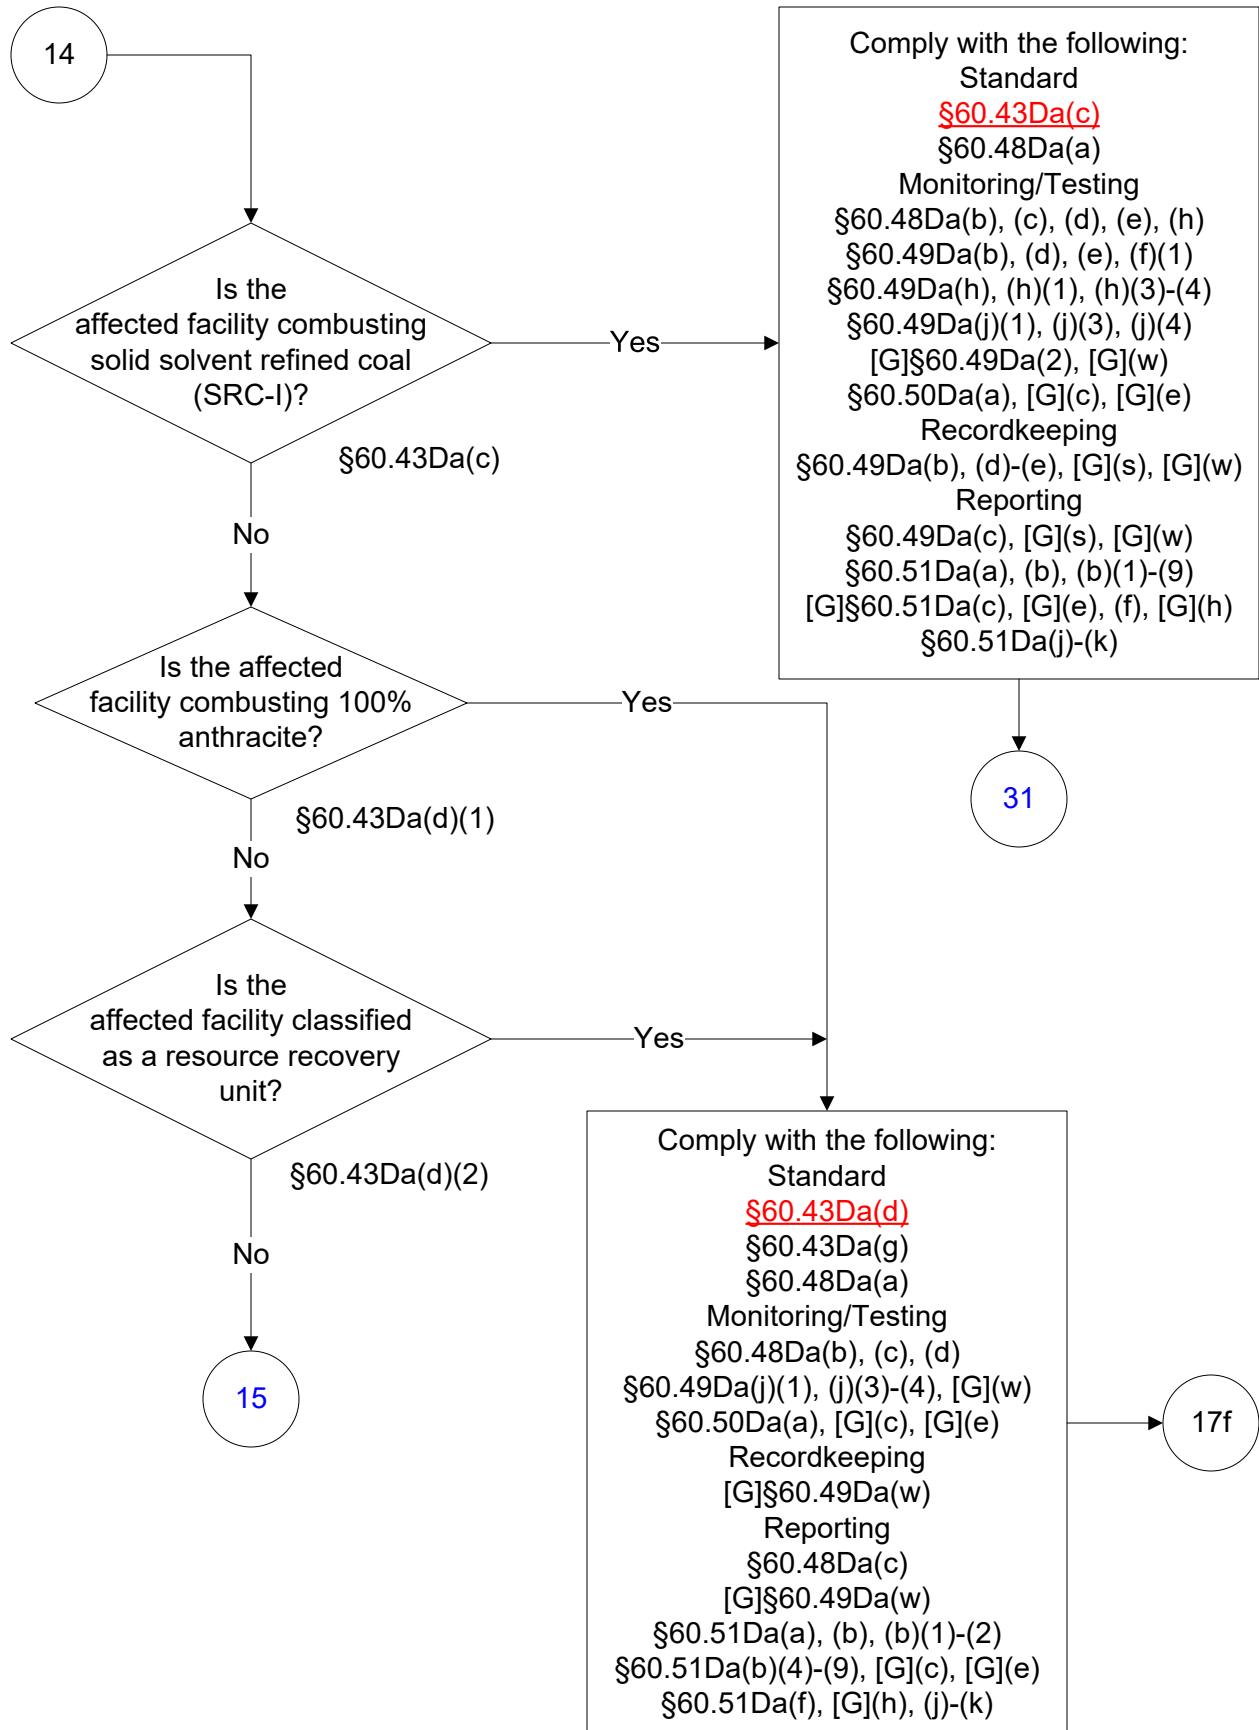 14
Comply with the following:
Standard
§60.43Da(c)
§60.48Da(a)
Monitoring/Testing
§60.48Da(b), (c), (d), (e), (h)
§60.49Da(b), (d), (e), (f)(1)
§60.49Da(h), (h)(1), (h)(3)-(4)
§60.49Da(j)(1), (j)(3), (j)(4)
[G]§60.49Da(2), [G](w)
§60.50Da(a), [G](c), [G](e)
Recordkeeping
§60.49Da(b), (d)-(e), [G](s), [G](w)
Reporting
§60.49Da(c), [G](s), [G](w)
§60.51Da(a), (b), (b)(1)-(9)
[G]§60.51Da(c), [G](e), (f), [G](h)
§60.51Da(j)-(k)
Is the
affected facility combusting
solid solvent refined coal
(SRC-I)?
Yes
§60.43Da(c)
No
31
Is the affected
facility combusting 100%
anthracite?
Yes
§60.43Da(d)(1)
No
Is the
affected facility classified
as a resource recovery
unit?
Yes
§60.43Da(d)(2)
No
15
Comply with the following:
Standard
§60.43Da(d)
§60.43Da(g)
§60.48Da(a)
Monitoring/Testing
§60.48Da(b), (c), (d)
§60.49Da(j)(1), (j)(3)-(4), [G](w)
§60.50Da(a), [G](c), [G](e)
Recordkeeping
[G]§60.49Da(w)
Reporting
§60.48Da(c)
[G]§60.49Da(w)
§60.51Da(a), (b), (b)(1)-(2)
§60.51Da(b)(4)-(9), [G](c), [G](e)
§60.51Da(f), [G](h), (j)-(k)
17f